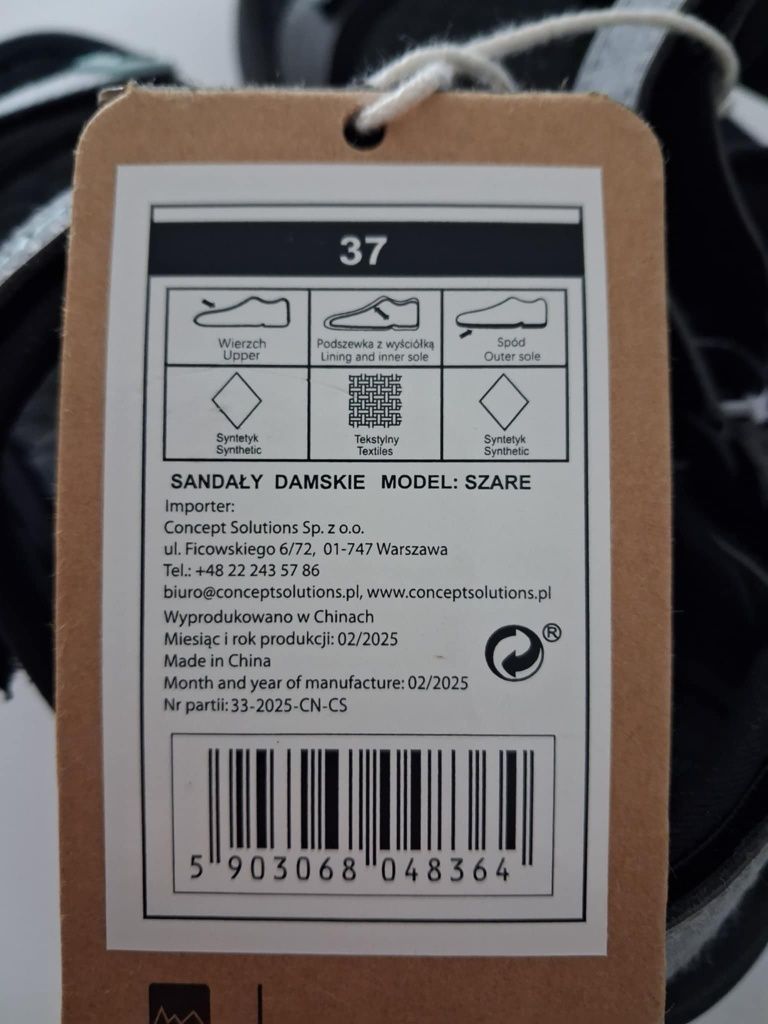 37
Wierzch
Upper
Podszewka z wyściółką
Lining and inner sole
Spód
Outer sole
Syntetyk
Synthetic
Tekstylny
Textiles
Syntetyk
Synthetic
SANDAŁY DAMSKIE MODEL: SZARE
Importer:
Concept Solutions Sp. z o.o.
ul. Ficowskiego 6/72, 01-747 Warszawa
Tel.: +48 22 243 57 86
biuro@conceptsolutions.pl, www.conceptsolutions.pl
Wyprodukowano w Chinach
Miesiąc i rok produkcji: 02/2025
Made in China
Month and year of manufacture: 02/2025
Nr partii: 33-2025-CN-CS
®
5 903068 048364